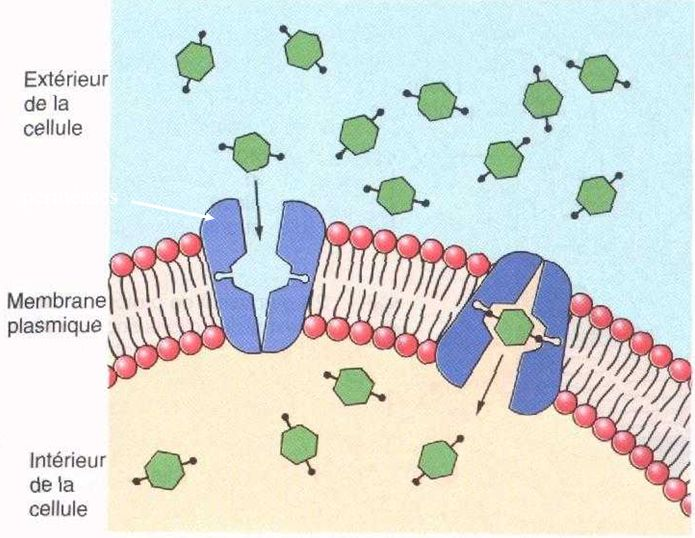 Extérieur
de la
cellule
Membrane
plasmique
Intérieur
de la
cellule